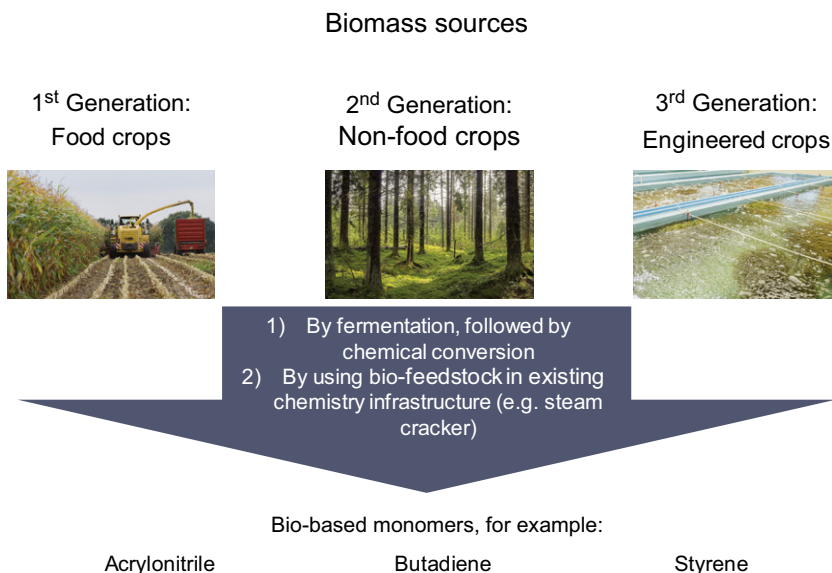 Biomass sources
1st Generation:
Food crops
2nd Generation:
Non-food crops
3rd Generation:
Engineered crops
1) By fermentation, followed by
chemical conversion
2) By using bio-feedstock in existing
chemistry infrastructure (e.g. steam
cracker)
Bio-based monomers, for example:
Acrylonitrile
Butadiene
Styrene